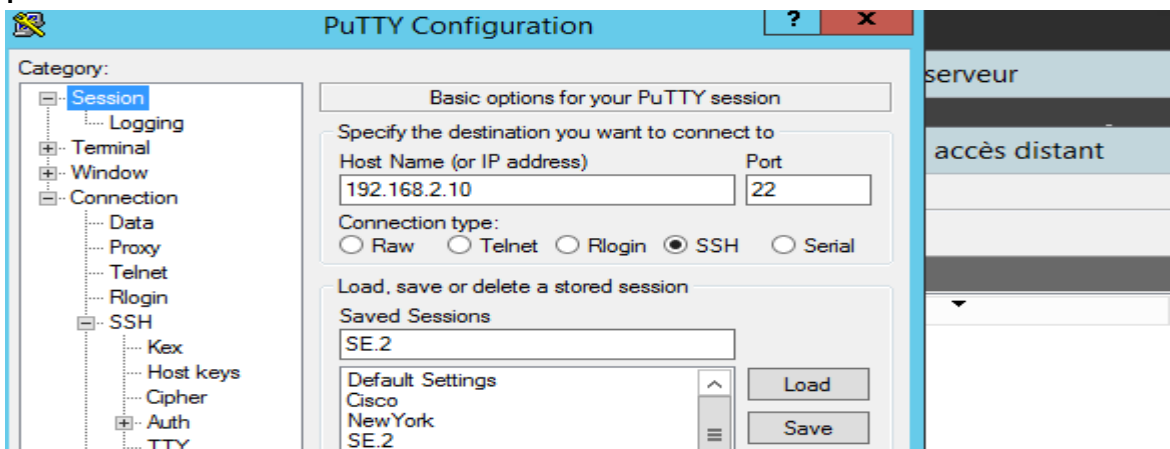 PuTTY Configuration
?
x
Category:
Session
Logging
Terminal
Window
Connection
Data
Proxy
Telnet
Rlogin
SSH
Kex
Host keys
Cipher
Auth
TTY
Basic options for your PuTTY session
Specify the destination you want to connect to
Host Name (or IP address)
Port
192.168.2.10
22
Connection type:
Raw
Telnet
Rlogin
SSH
Serial
Load, save or delete a stored session
Saved Sessions
SE.2
Default Settings
Cisco
NewYork
SE.2
Load
Save
serveur
accès distant